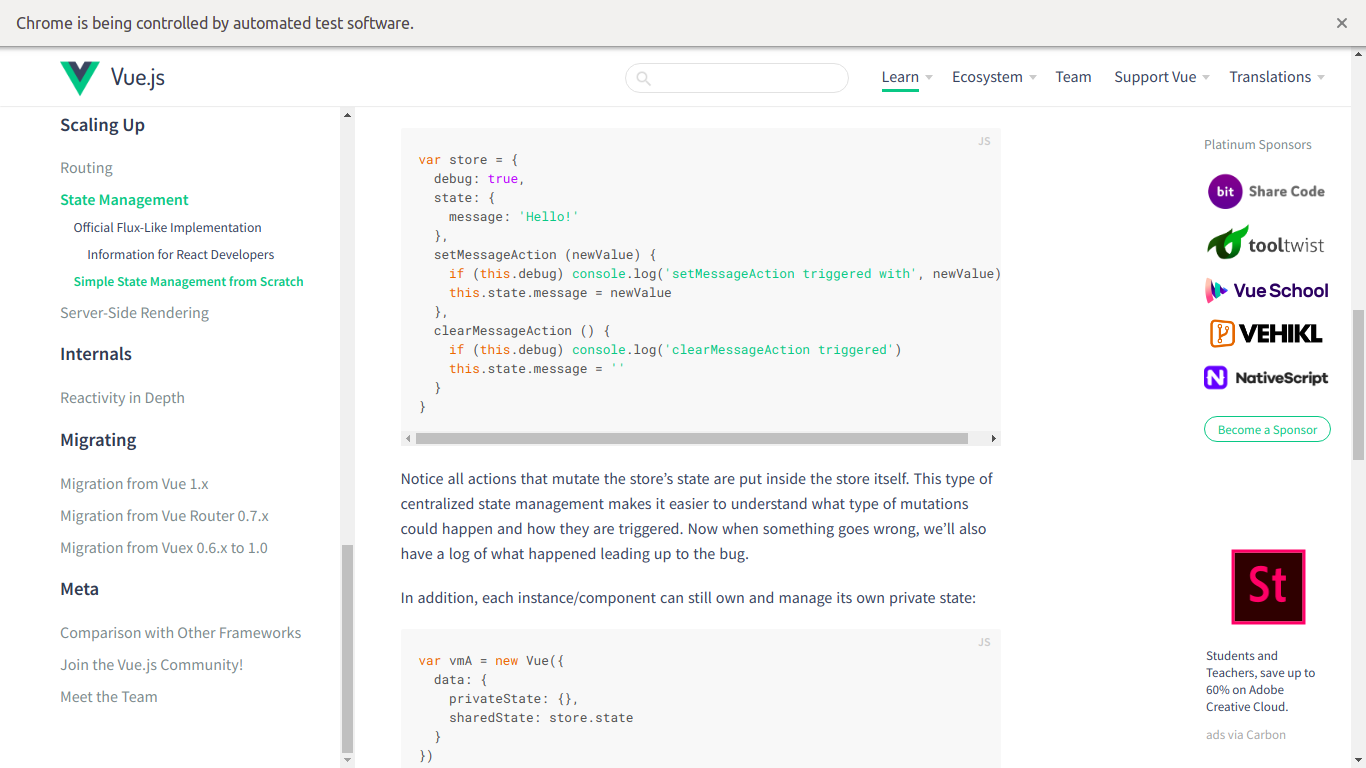 Chrome is being controlled by automated test software.
Vue.js
Learn
Ecosystem
Team
Support Vue
Translations
Scaling Up
Routing
State Management
Official Flux-Like Implementation
Information for React Developers
Simple State Management from Scratch
Server-Side Rendering
Internals
Reactivity in Depth
Migrating
Migration from Vue 1.x
Migration from Vue Router 0.7.x
Migration from Vuex 0.6.x to 1.0
Meta
Comparison with Other Frameworks
Join the Vue.js Community!
Meet the Team
JS
var store = {
  debug: true,
  state: {
    message: 'Hello!'
  },
  setMessageAction (newValue) {
    if (this.debug) console.log('setMessageAction triggered with', newValue)
    this.state.message = newValue
  },
  clearMessageAction () {
    if (this.debug) console.log('clearMessageAction triggered')
    this.state.message = ''
  }
}
Notice all actions that mutate the store’s state are put inside the store itself. This type of
centralized state management makes it easier to understand what type of mutations
could happen and how they are triggered. Now when something goes wrong, we’ll also
have a log of what happened leading up to the bug.
In addition, each instance/component can still own and manage its own private state:
JS
var vmA = new Vue({
  data: {
    privateState: {},
    sharedState: store.state
  }
})
Platinum Sponsors
bit Share Code
tooltwist
Vue School
VEHIKL
NativeScript
Become a Sponsor
St
Students and
Teachers, save up to
60% on Adobe
Creative Cloud.
ads via Carbon